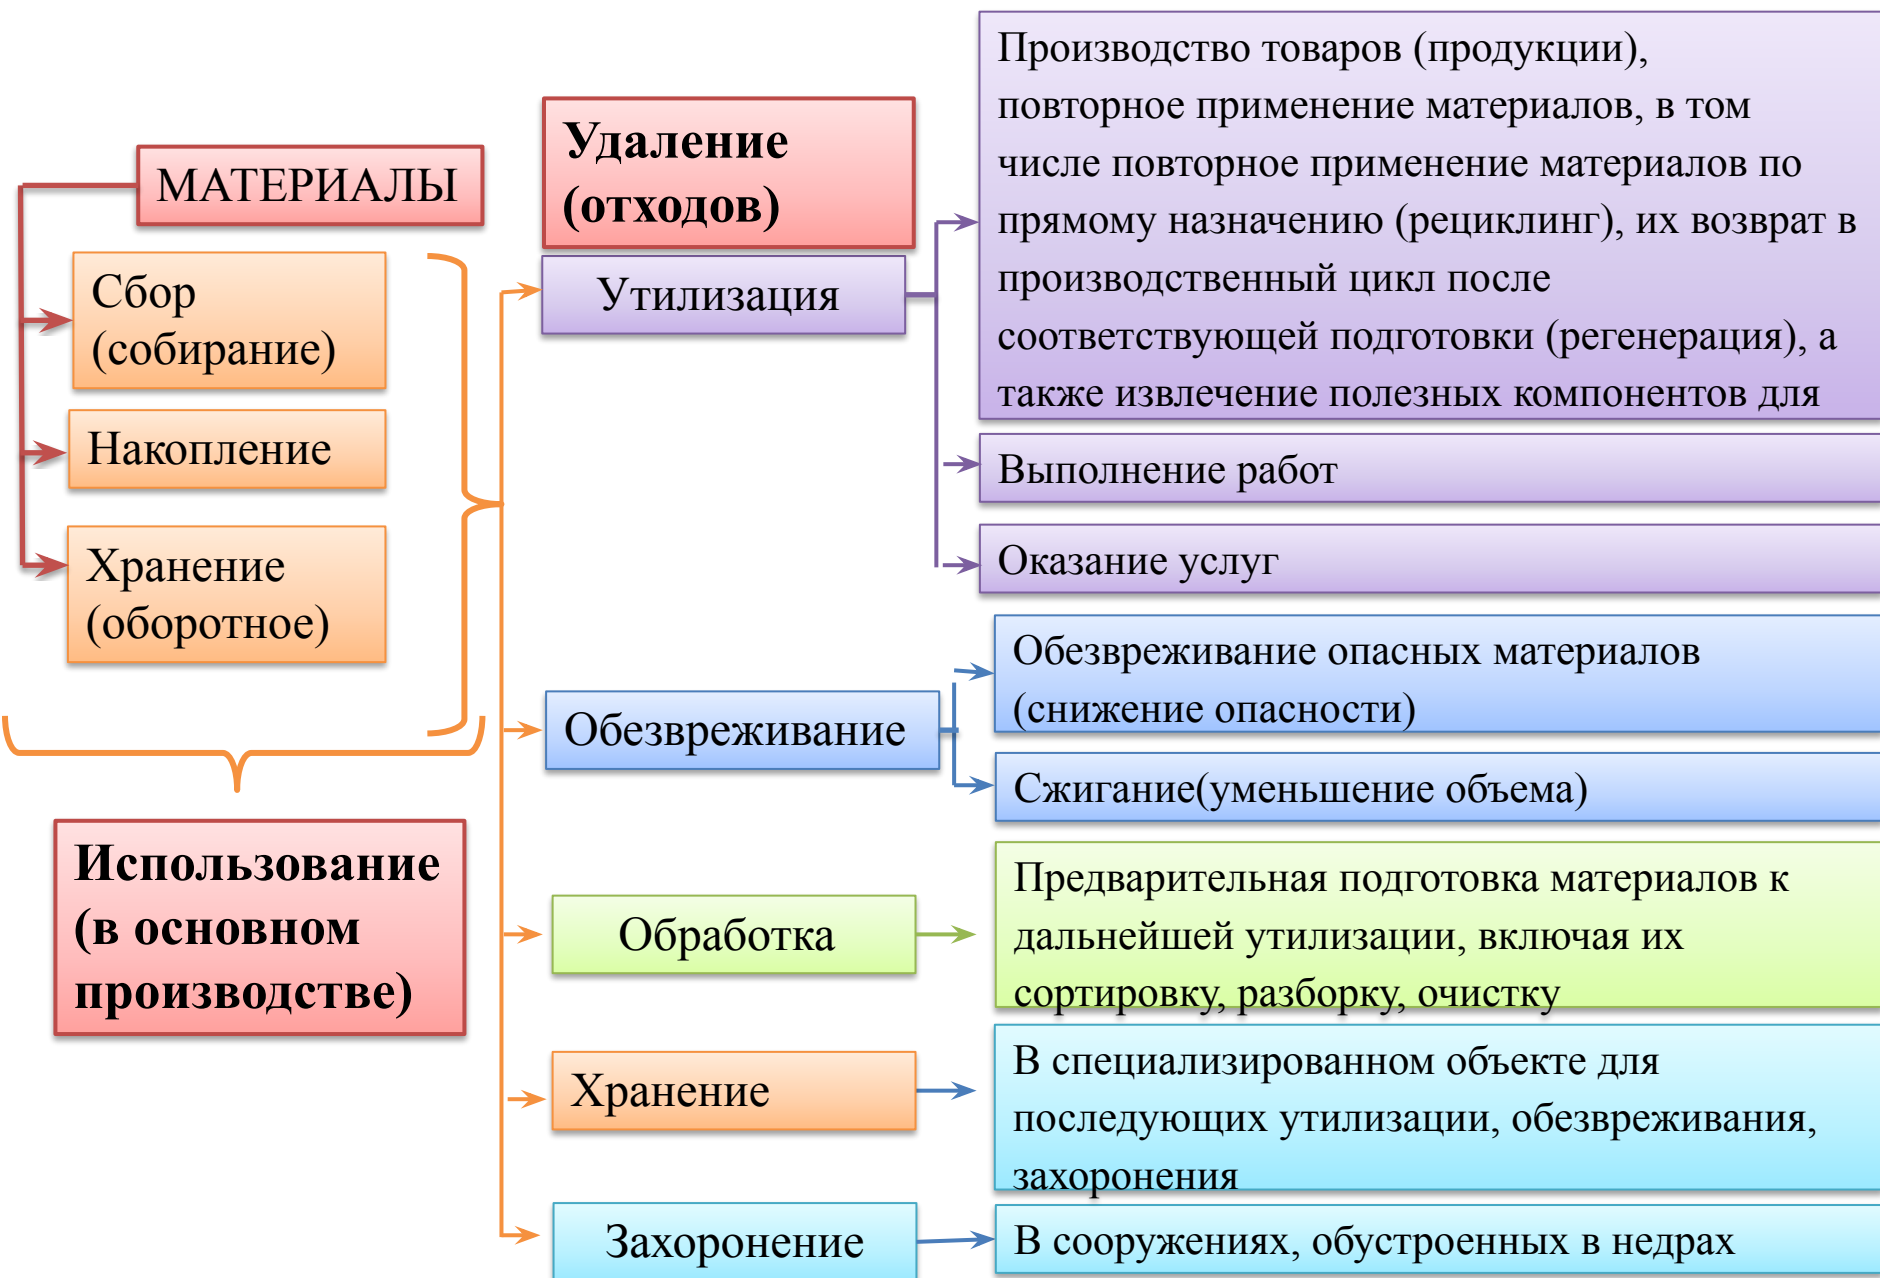 МАТЕРИАЛЫ
Сбор
(собирание)
Накопление
Хранение
(оборотное)
Использование
(в основном
производстве)
Удаление
(отходов)
Утилизация
Производство товаров (продукции),
повторное применение материалов, в том
числе повторное применение материалов по
прямому назначению (рециклинг), их возврат в
производственный цикл после
соответствующей подготовки (регенерация), а
также извлечение полезных компонентов для
Выполнение работ
Оказание услуг
Обезвреживание
Обезвреживание опасных материалов
(снижение опасности)
Сжигание(уменьшение объема)
Обработка
Предварительная подготовка материалов к
дальнейшей утилизации, включая их
сортировку, разборку, очистку
Хранение
В специализированном объекте для
последующих утилизации, обезвреживания,
захоронения
Захоронение
В сооружениях, обустроенных в недрах